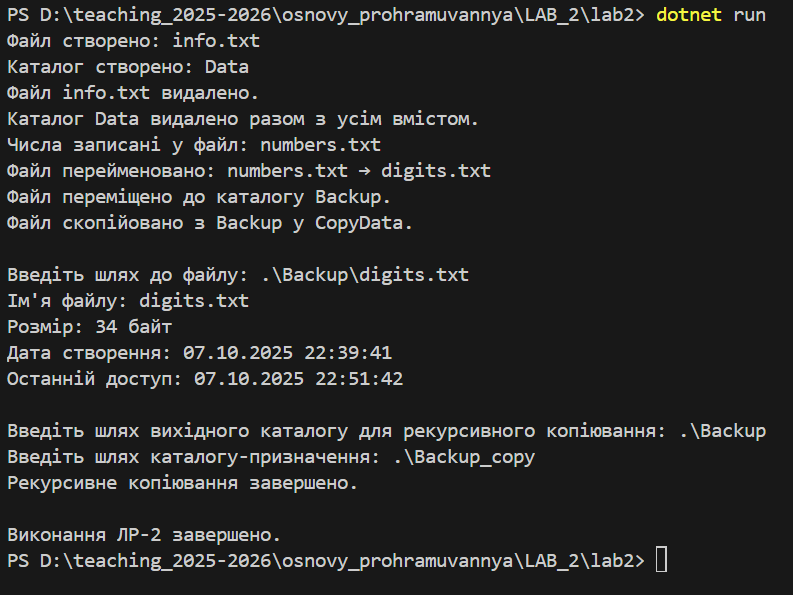 PS D:\teaching_2025-2026\osnovy_prohramuvannya\LAB_2\lab2> dotnet run
Файл створено: info.txt
Каталог створено: Data
Файл info.txt видалено.
Каталог Data видалено разом з усім вмістом.
Числа записані у файл: numbers.txt
Файл перейменовано: numbers.txt → digits.txt
Файл переміщено до каталогу Backup.
Файл скопійовано з Backup у CopyData.

Введіть шлях до файлу: .\Backup\digits.txt
Ім'я файлу: digits.txt
Розмір: 34 байт
Дата створення: 07.10.2025 22:39:41
Останній доступ: 07.10.2025 22:51:42

Введіть шлях вихідного каталогу для рекурсивного копіювання: .\Backup
Введіть шлях каталогу-призначення: .\Backup_copy
Рекурсивне копіювання завершено.

Виконання ЛР-2 завершено.
PS D:\teaching_2025-2026\osnovy_prohramuvannya\LAB_2\lab2>